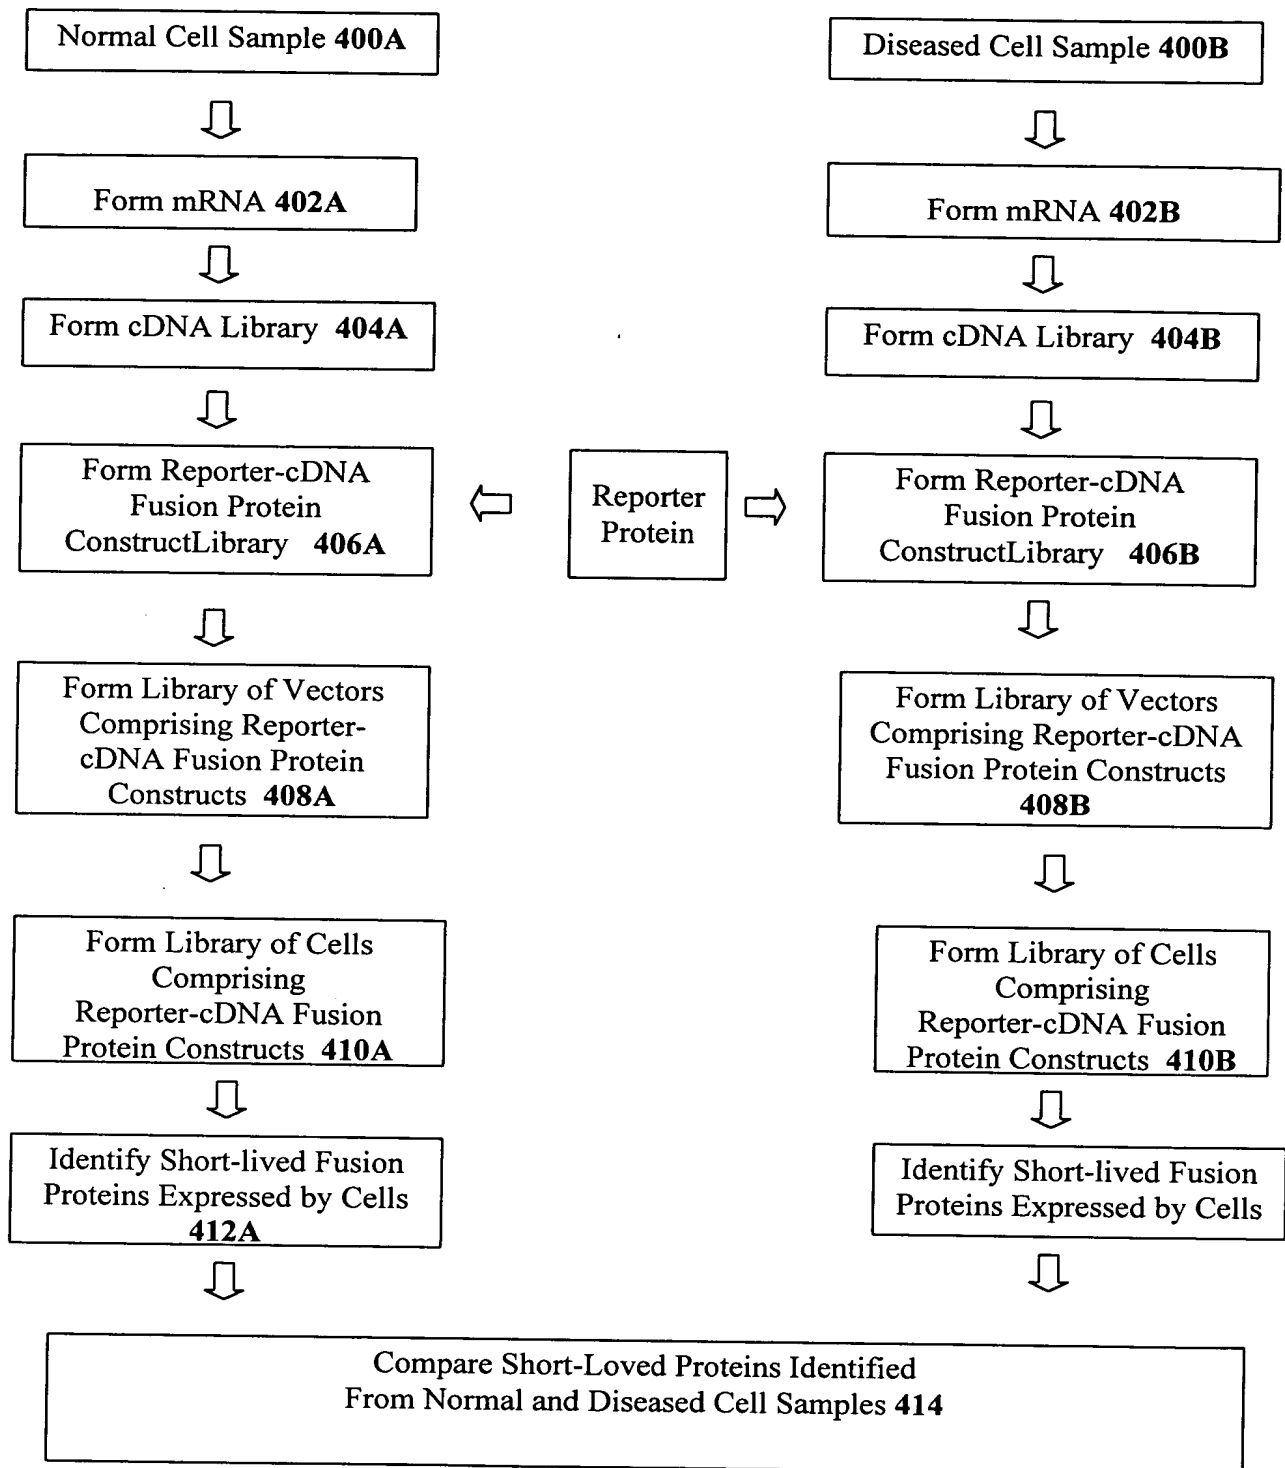 Normal Cell Sample 400A
Form mRNA 402A
Form cDNA Library 404A
Form Reporter-cDNA
Fusion Protein
ConstructLibrary 406A
Form Library of Vectors
Comprising Reporter-
cDNA Fusion Protein
Constructs 408A
Form Library of Cells
Comprising
Reporter-cDNA Fusion
Protein Constructs 410A
Identify Short-lived Fusion
Proteins Expressed by Cells
412A
Reporter
Protein
Diseased Cell Sample 400B
Form mRNA 402B
Form cDNA Library 404B
Form Reporter-cDNA
Fusion Protein
ConstructLibrary 406B
Form Library of Vectors
Comprising Reporter-cDNA
Fusion Protein Constructs
408B
Form Library of Cells
Comprising
Reporter-cDNA Fusion
Protein Constructs 410B
Identify Short-lived Fusion
Proteins Expressed by Cells
Compare Short-Loved Proteins Identified
From Normal and Diseased Cell Samples 414